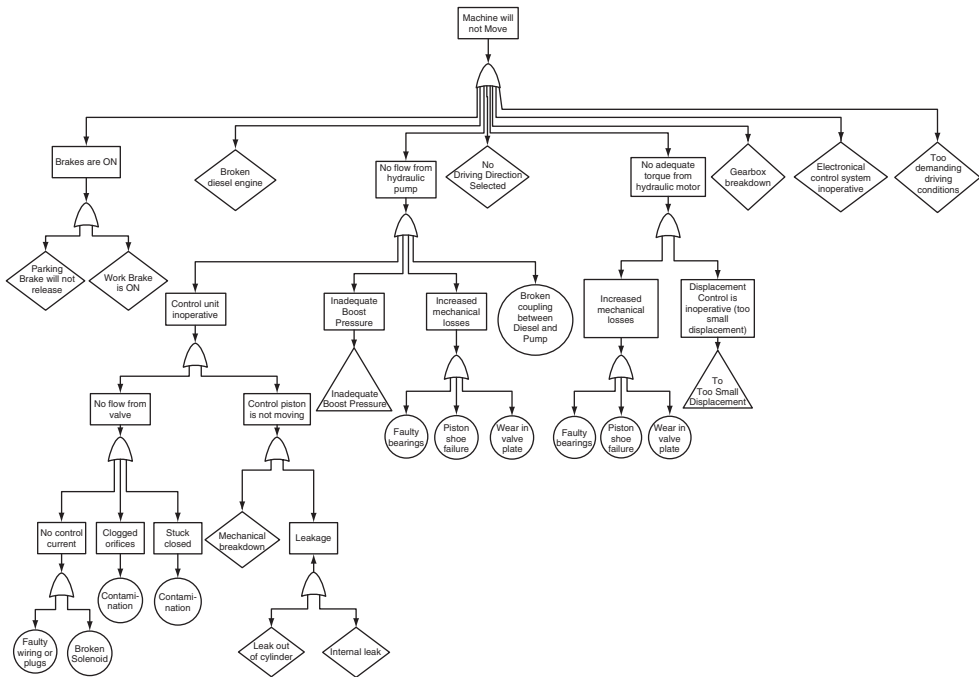 Machine will
not Move
Brakes are ON
Broken
diesel engine
No flow from
hydraulic
pump
No
Driving Direction
Selected
No adequate
torque from
hydraulic motor
Gearbox
breakdown
Electronical
control system
inoperative
Too
demanding
driving
conditions
Parking
Brake will not
release
Work Brake
is ON
Control unit
inoperative
Inadequate
Boost
Pressure
Increased
mechanical
losses
Broken
coupling
between
Diesel and
Pump
Increased
mechanical
losses
Displacement
Control is
inoperative (too
small
displacement)
Inadequate
Boost Pressure
To
Too Small
Displacement
No flow from
valve
Control piston
is not moving
Faulty
bearings
Piston
shoe
failure
Wear in
valve
plate
Faulty
bearings
Piston
shoe
failure
Wear in
valve
plate
No control
current
Clogged
orifices
Stuck
closed
Mechanical
breakdown
Leakage
Contami-
nation
Contami-
nation
Faulty
wiring or
plugs
Broken
Solenoid
Leak out
of cylinder
Internal leak